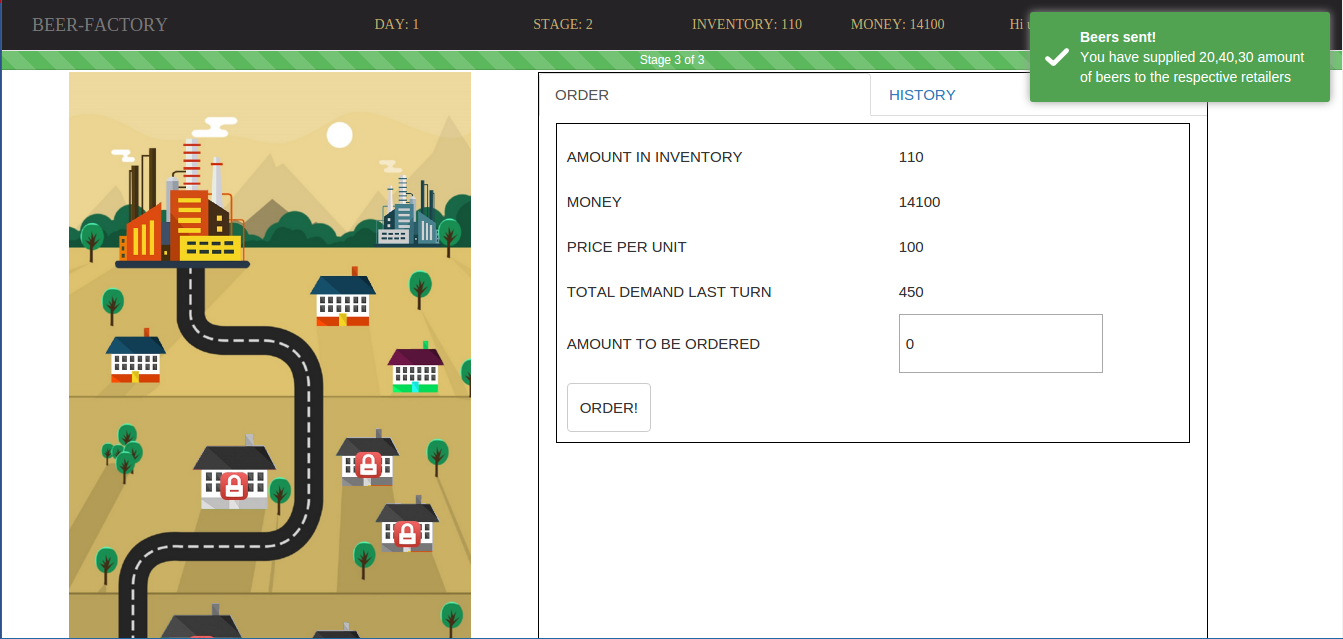 BEER-FACTORY
DAY: 1
STAGE: 2
INVENTORY: 110
MONEY: 14100
Hi
Beers sent!
You have supplied 20,40,30 amount
of beers to the respective retailers
Stage 3 of 3
ORDER
HISTORY
AMOUNT IN INVENTORY 110
MONEY 14100
PRICE PER UNIT 100
TOTAL DEMAND LAST TURN 450
AMOUNT TO BE ORDERED 0
ORDER!